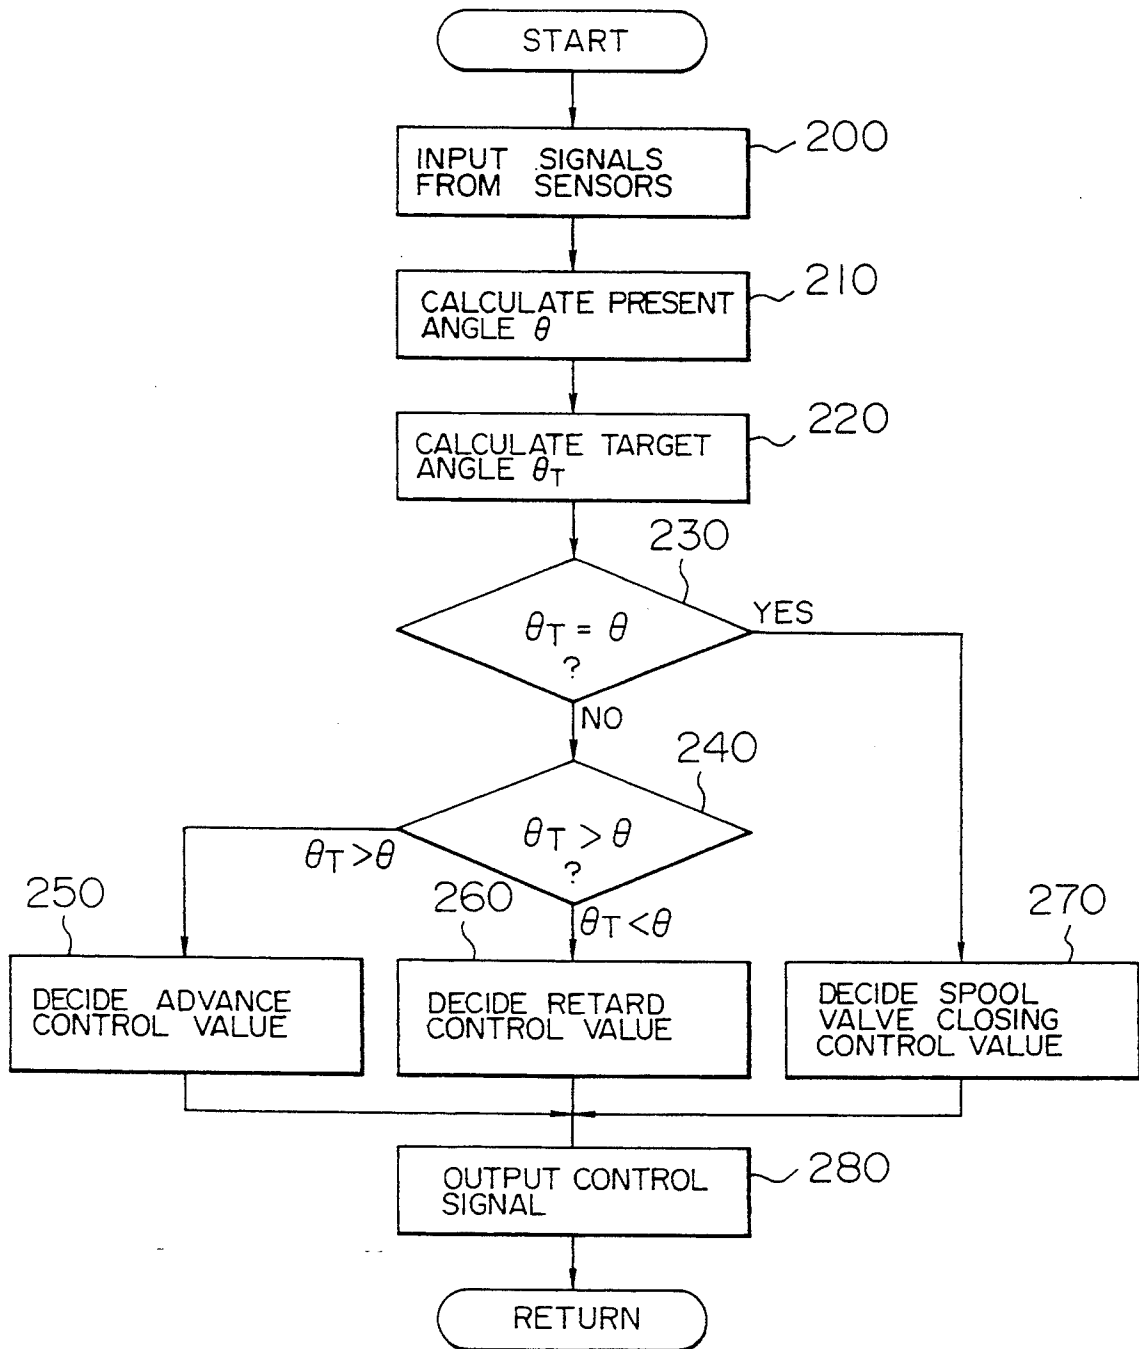 START
INPUT SIGNALS
FROM SENSORS
200
CALCULATE PRESENT
ANGLE θ
210
CALCULATE TARGET
ANGLE θT
220
230
θT = θ
?
YES
NO
240
θT > θ
?
θT >θ
θT <θ
250
DECIDE ADVANCE
CONTROL VALUE
260
DECIDE RETARD
CONTROL VALUE
270
DECIDE SPOOL
VALVE CLOSING
CONTROL VALUE
OUTPUT CONTROL
SIGNAL
280
RETURN